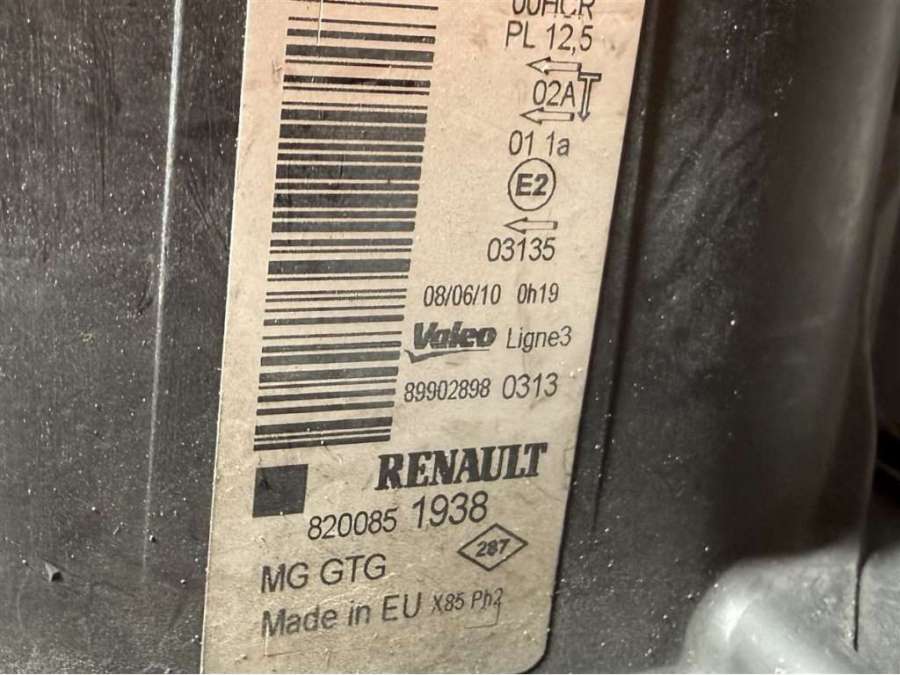 00HCR
PL 12,5
02A
01 1a
E2
03135
08/06/10 0h19
Valeo Ligne3
89902898 0313
RENAULT
820085 1938
287
MG GTG
Made in EU X85 Ph2